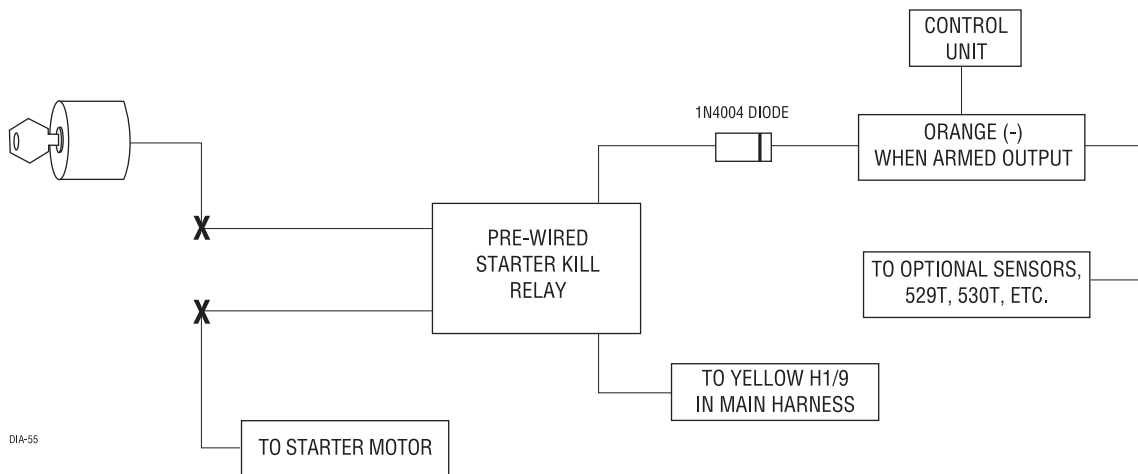 CONTROL
UNIT
1N4004 DIODE
ORANGE (-)
WHEN ARMED OUTPUT
PRE-WIRED
STARTER KILL
RELAY
TO OPTIONAL SENSORS,
529T, 530T, ETC.
TO YELLOW H1/9
IN MAIN HARNESS
DIA-55
TO STARTER MOTOR